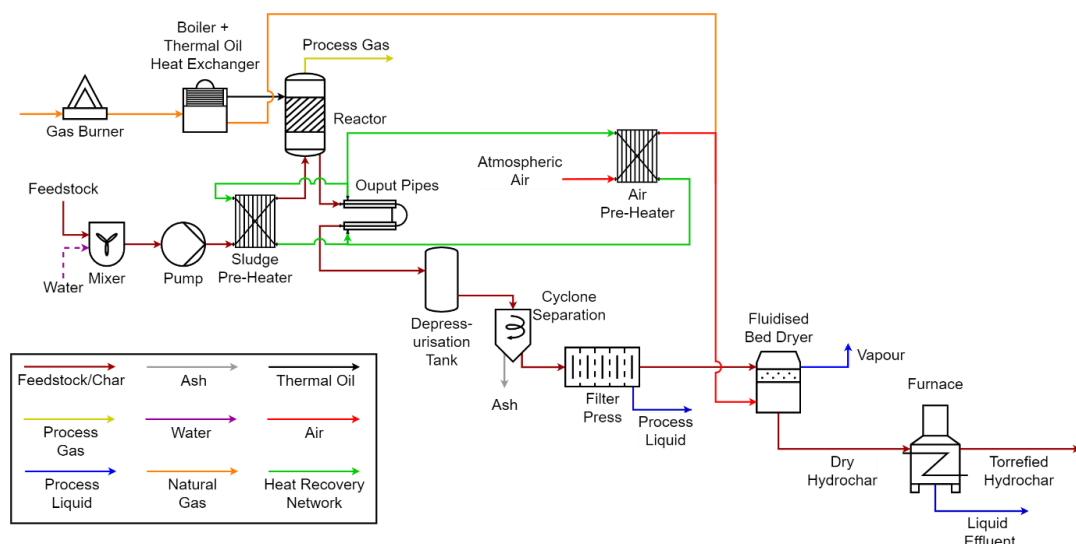 Boiler +
Thermal Oil
Heat Exchanger
Process Gas
Gas Burner
Reactor
Atmospheric
Air
Air
Pre-Heater
Feedstock
Ouput Pipes
Water
Mixer
Pump
Sludge
Pre-Heater
Depress-
urisation
Tank
Cyclone
Separation
Ash
Filter
Press
Process
Liquid
Fluidised
Bed Dryer
Vapour
Furnace
Dry
Hydrochar
Torrefied
Hydrochar
Liquid
Effluent
Feedstock/Char
Ash
Thermal Oil
Process
Gas
Water
Air
Process
Liquid
Natural
Gas
Heat Recovery
Network